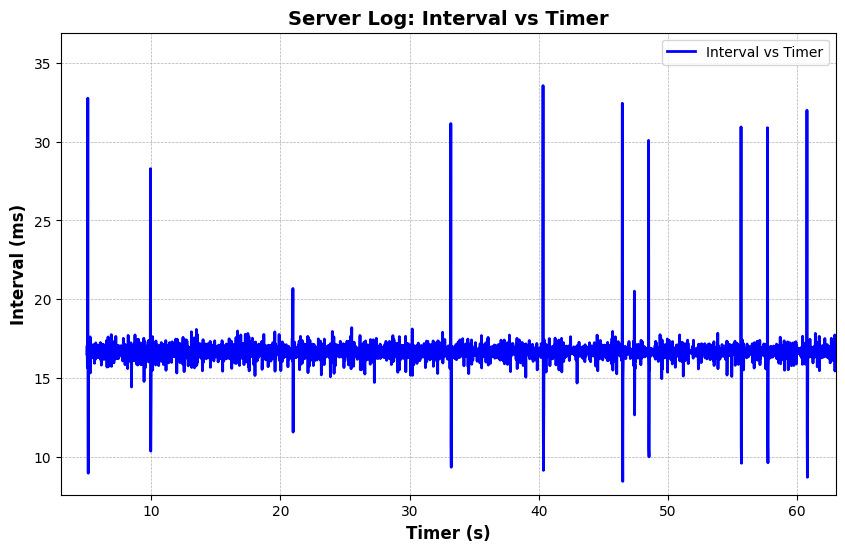 Server Log: Interval vs Timer
Interval vs Timer
35
30
25
20
15
10
Interval (ms)
10 20 30 40 50 60
Timer (s)